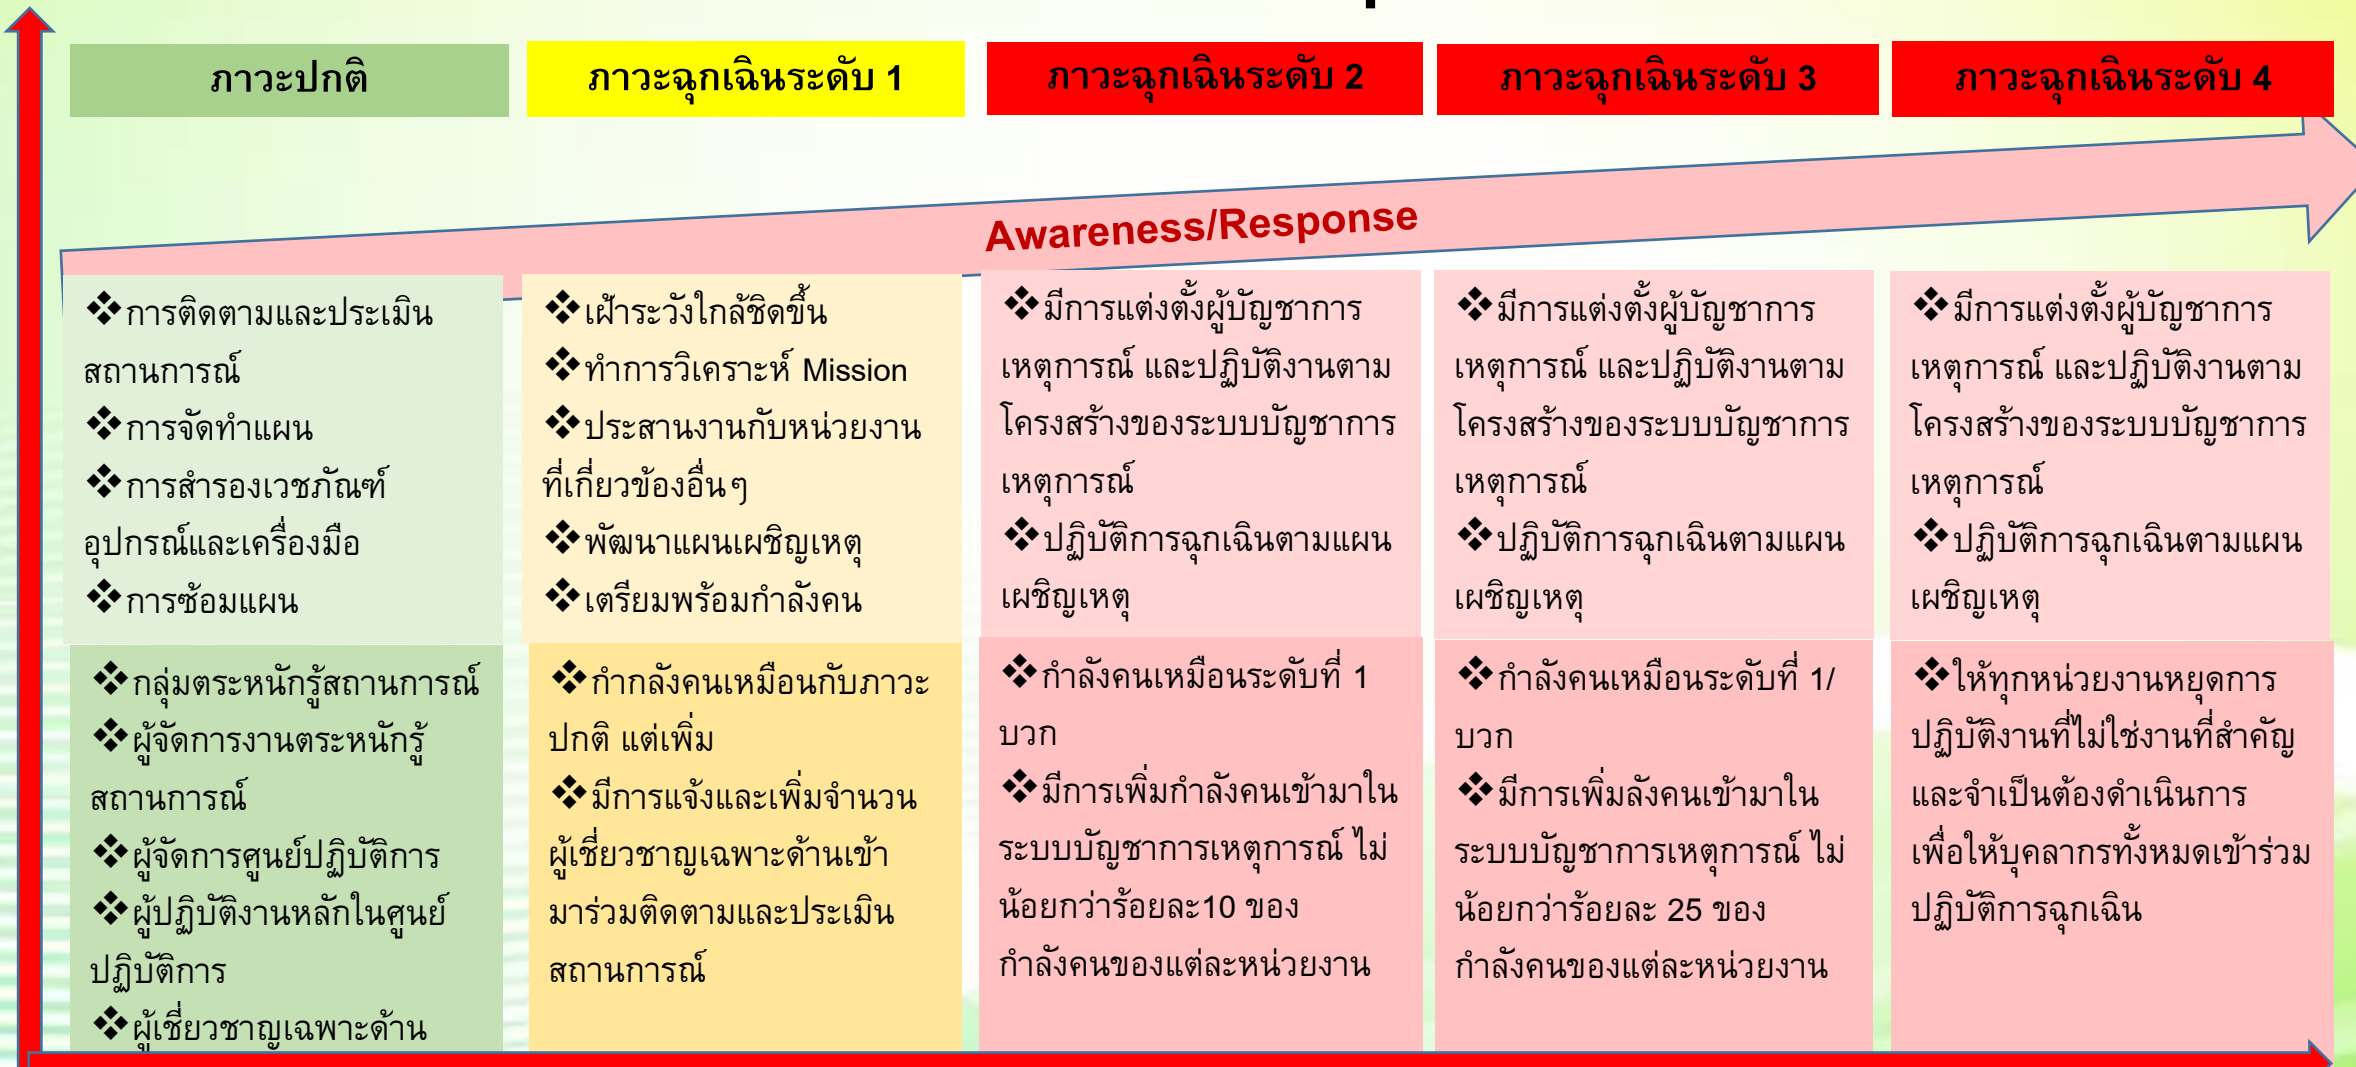 ภาวะปกติ
ภาวะฉุกเฉินระดับ 1
ภาวะฉุกเฉินระดับ 2
ภาวะฉุกเฉินระดับ 3
ภาวะฉุกเฉินระดับ 4
Awareness/Response
❖การติดตามและประเมิน
สถานการณ์
❖การจัดทำแผน
❖การสำรองเวชภัณฑ์
อุปกรณ์และเครื่องมือ
❖การซ้อมแผน
❖เฝ้าระวังใกล้ชิดขึ้น
❖ทำการวิเคราะห์ Mission
❖ประสานงานกับหน่วยงาน
ที่เกี่ยวข้องอื่นๆ
❖พัฒนาแผนเผชิญเหตุ
❖เตรียมพร้อมกำลังคน
❖มีการแต่งตั้งผู้บัญชาการ
เหตุการณ์ และปฏิบัติงานตาม
โครงสร้างของระบบบัญชาการ
เหตุการณ์
❖ปฏิบัติการฉุกเฉินตามแผน
เผชิญเหตุ
❖มีการแต่งตั้งผู้บัญชาการ
เหตุการณ์ และปฏิบัติงานตาม
โครงสร้างของระบบบัญชาการ
เหตุการณ์
❖ปฏิบัติการฉุกเฉินตามแผน
เผชิญเหตุ
❖มีการแต่งตั้งผู้บัญชาการ
เหตุการณ์ และปฏิบัติงานตาม
โครงสร้างของระบบบัญชาการ
เหตุการณ์
❖ปฏิบัติการฉุกเฉินตามแผน
เผชิญเหตุ
❖กลุ่มตระหนักรู้สถานการณ์
❖ผู้จัดการงานตระหนักรู้
สถานการณ์
❖ผู้จัดการศูนย์ปฏิบัติการ
❖ผู้ปฏิบัติงานหลักในศูนย์
ปฏิบัติการ
❖ผู้เชี่ยวชาญเฉพาะด้าน
❖กำกลังคนเหมือนกับภาวะ
ปกติ แต่เพิ่ม
❖มีการแจ้งและเพิ่มจำนวน
ผู้เชี่ยวชาญเฉพาะด้านเข้า
มาร่วมติดตามและประเมิน
สถานการณ์
❖กำลังคนเหมือนระดับที่ 1
บวก
❖มีการเพิ่มกำลังคนเข้ามาใน
ระบบบัญชาการเหตุการณ์ ไม่
น้อยกว่าร้อยละ10 ของ
กำลังคนของแต่ละหน่วยงาน
❖กำลังคนเหมือนระดับที่ 1/
บวก
❖มีการเพิ่มลังคนเข้ามาใน
ระบบบัญชาการเหตุการณ์ ไม่
น้อยกว่าร้อยละ 25 ของ
กำลังคนของแต่ละหน่วยงาน
❖ให้ทุกหน่วยงานหยุดการ
ปฏิบัติงานที่ไม่ใช่งานที่สำคัญ
และจำเป็นต้องดำเนินการ
เพื่อให้บุคลากรทั้งหมดเข้าร่วม
ปฏิบัติการฉุกเฉิน